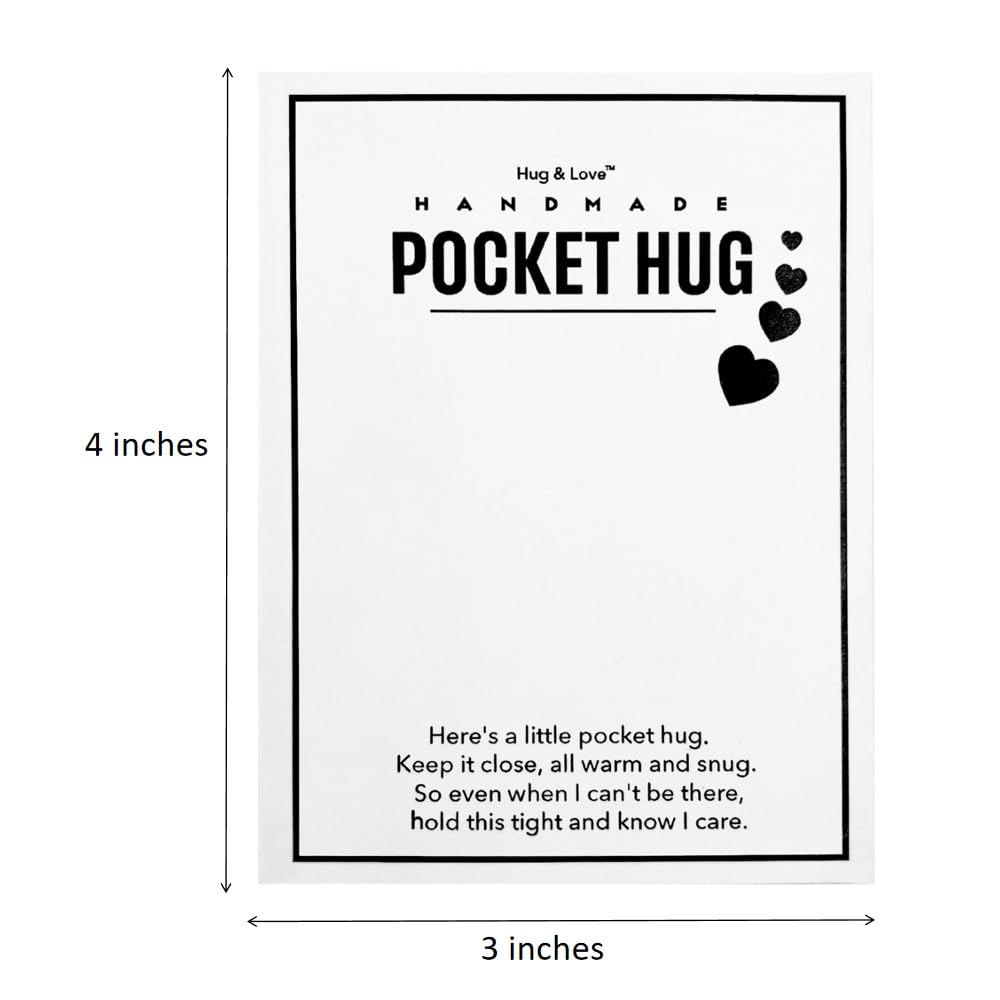 Hug & Love™
HANDMADE
POCKET HUG
4 inches
Here's a little pocket hug.
Keep it close, all warm and snug.
So even when I can't be there,
hold this tight and know I care.
3 inches